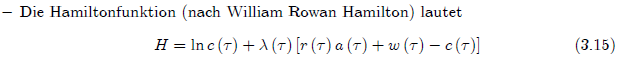 – Die Hamiltonfunktion (nach William Rowan Hamilton) lautet
H = ln c (τ) + λ (τ) [r (τ) a (τ) + w (τ) − c (τ)] (3.15)